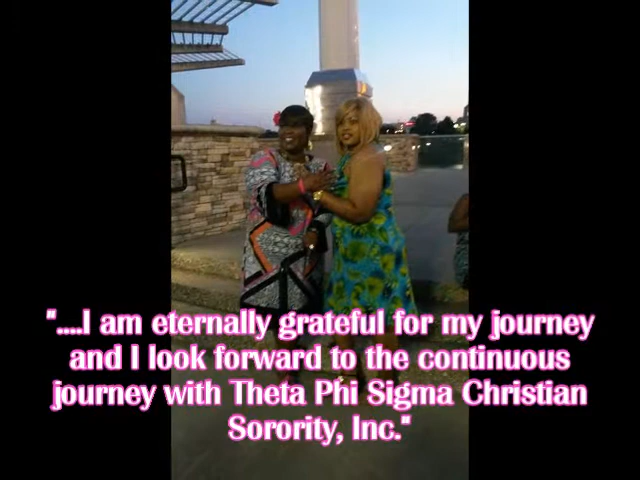 "....I am eternally grateful for my journey
and I look forward to the continuous
journey with Theta Phi Sigma Christian
Sorority, Inc."